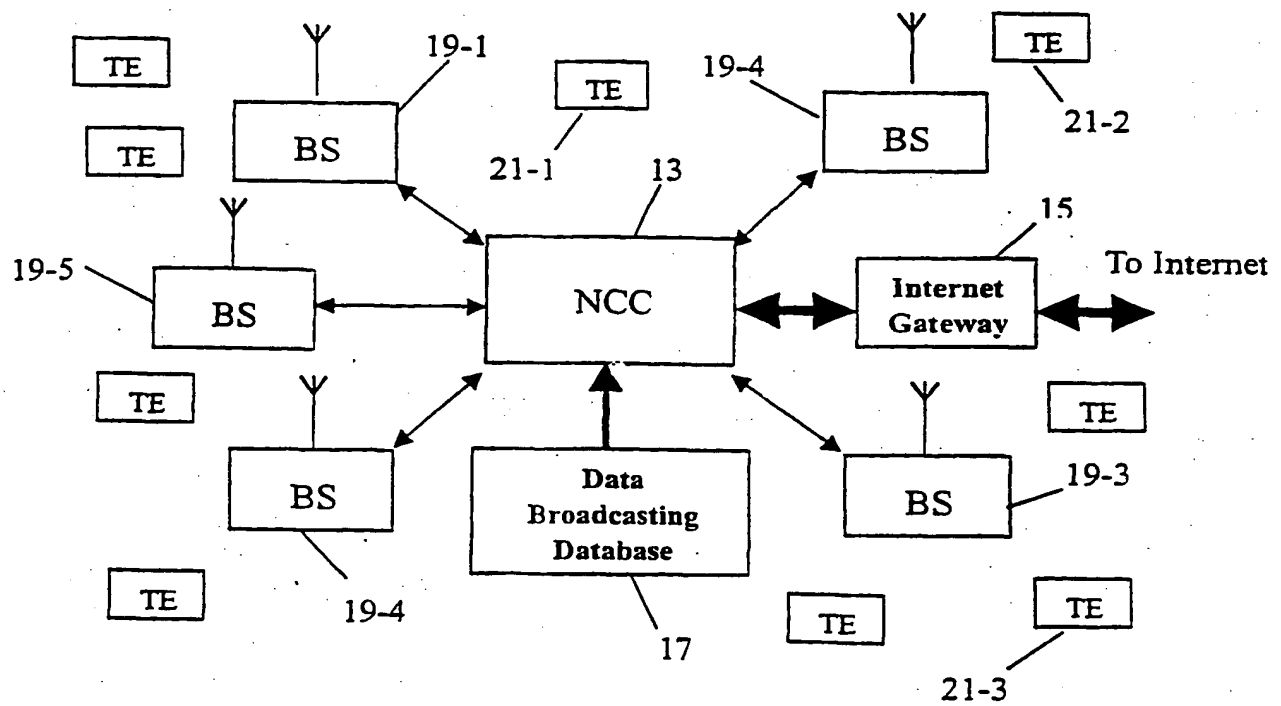 TE
19-1
TE
19-4
TE
21-2
TE
BS
21-1
13
BS
15
To Internet
19-5
BS
NCC
Internet
Gateway
TE
TE
BS
Data
Broadcasting
Database
BS
19-3
TE
19-4
17
TE
TE
21-3